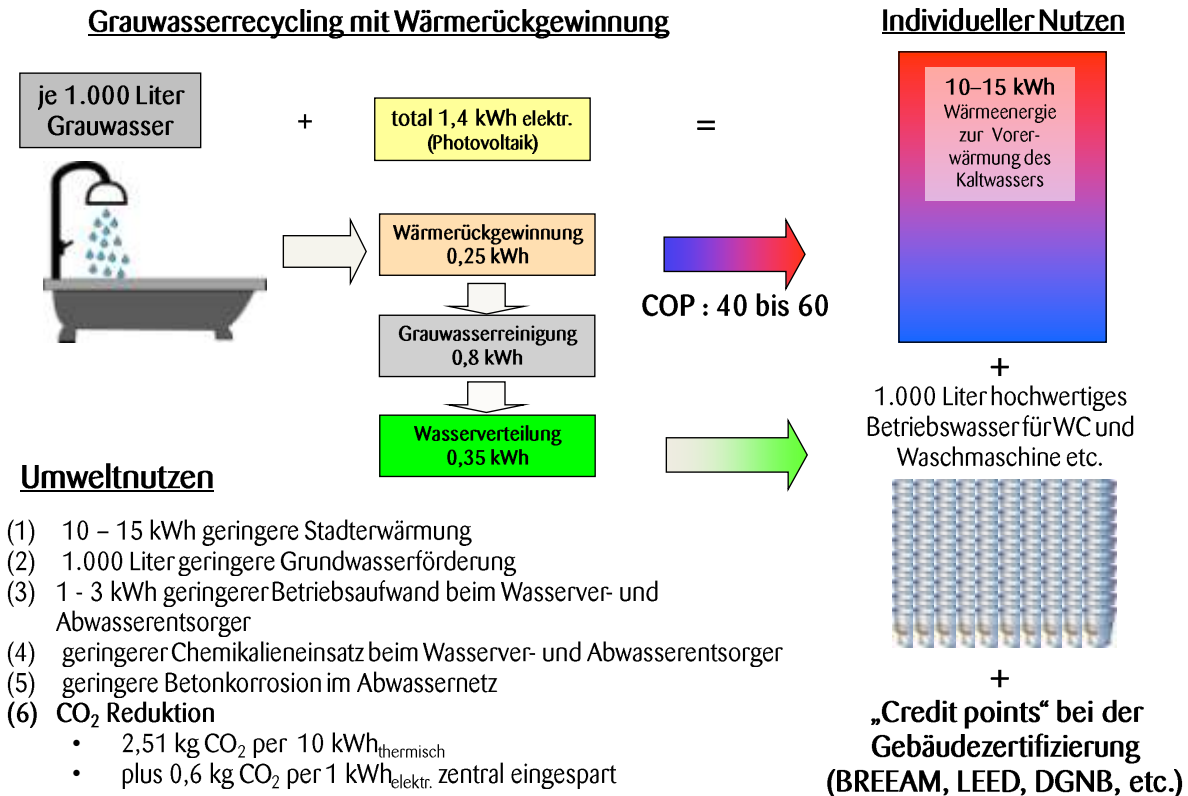 Grauwasserrecycling mit Wärmerückgewinnung
je 1.000 Liter
Grauwasser
+
total 1,4 kWh elektr.
(Photovoltaik)
=
Wärmerückgewinnung
0,25 kWh
COP : 40 bis 60
Grauwasserreinigung
0,8 kWh
Wasserverteilung
0,35 kWh
Individueller Nutzen
10–15 kWh
Wärmeenergie
zur Vorer-
wärmung des
Kaltwassers
+
1.000 Liter hochwertiges
Betriebswasser für WC und
Waschmaschine etc.
+
„Credit points“ bei der
Gebäudezertifizierung
(BREEAM, LEED, DGNB, etc.)
Umweltnutzen
(1) 10 – 15 kWh geringere Stadterwärmung
(2) 1.000 Liter geringere Grundwasserförderung
(3) 1 - 3 kWh geringerer Betriebsaufwand beim Wasserver- und
Abwasserentsorger
(4) geringerer Chemikalieneinsatz beim Wasserver- und Abwasserentsorger
(5) geringere Betonkorrosion im Abwassernetz
(6) CO₂ Reduktion
• 2,51 kg CO₂ per 10 kWh thermisch
• plus 0,6 kg CO₂ per 1 kWh elektr. zentral eingespart